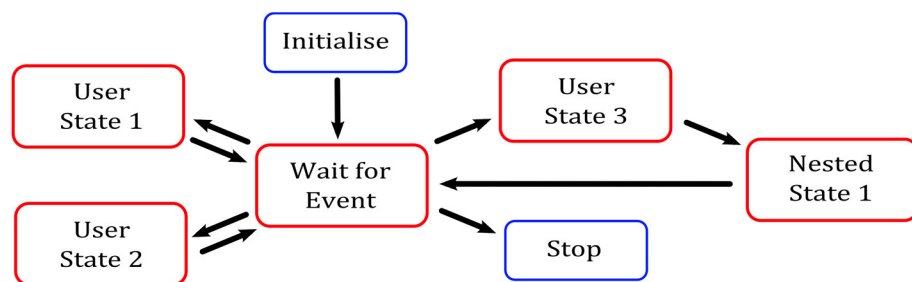 Initialise
User
State 1
User
State 3
Wait for
Event
Nested
State 1
User
State 2
Stop